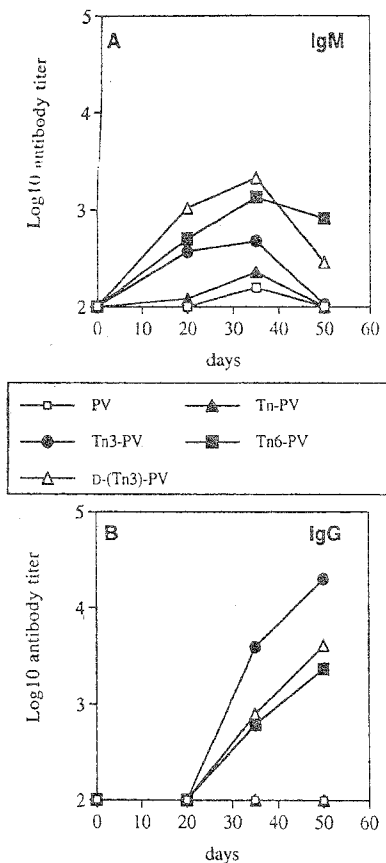 A IgM
5
4
3
2
Log10 antibody titer
0 10 20 30 40 50 60
days
PV Tn-PV
Tn3-PV Tn6-PV
D-(Tn3)-PV
B IgG
5
4
3
2
Log10 antibody titer
0 10 20 30 40 50 60
days